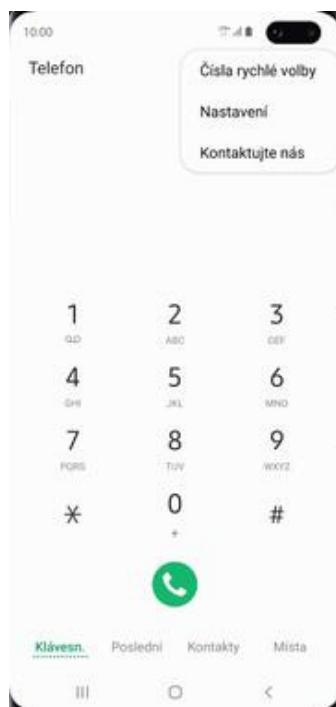 10:00
Telefon
Čísla rychlé volby
Nastavení
Kontaktujte nás
1 2 3
ABC DEF
4 5 6
GHI JKL MNO
7 8 9
PQRS TUV WXYZ
* 0 #
+
Klávesn. Poslední Kontakty Místa